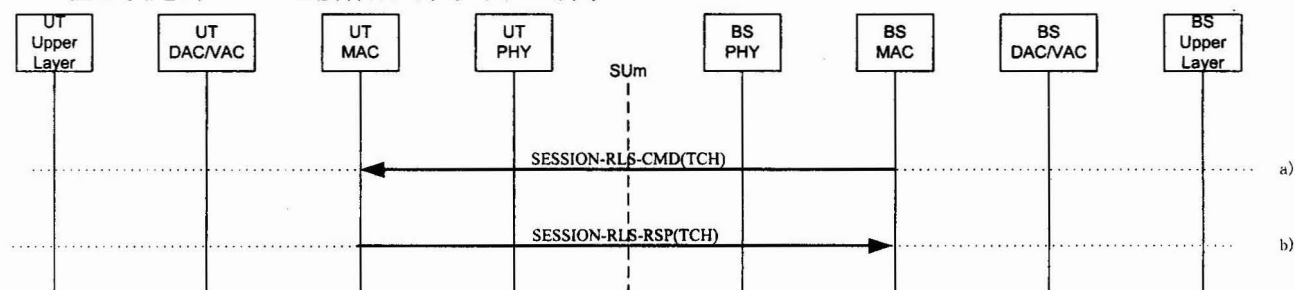 UT Upper Layer
UT DAC/VAC
UT MAC
UT PHY
SUm
BS PHY
BS MAC
BS DAC/VAC
BS Upper Layer
SESSION-RLS-CMD(TCH)
a)
SESSION-RLS-RSP(TCH)
b)